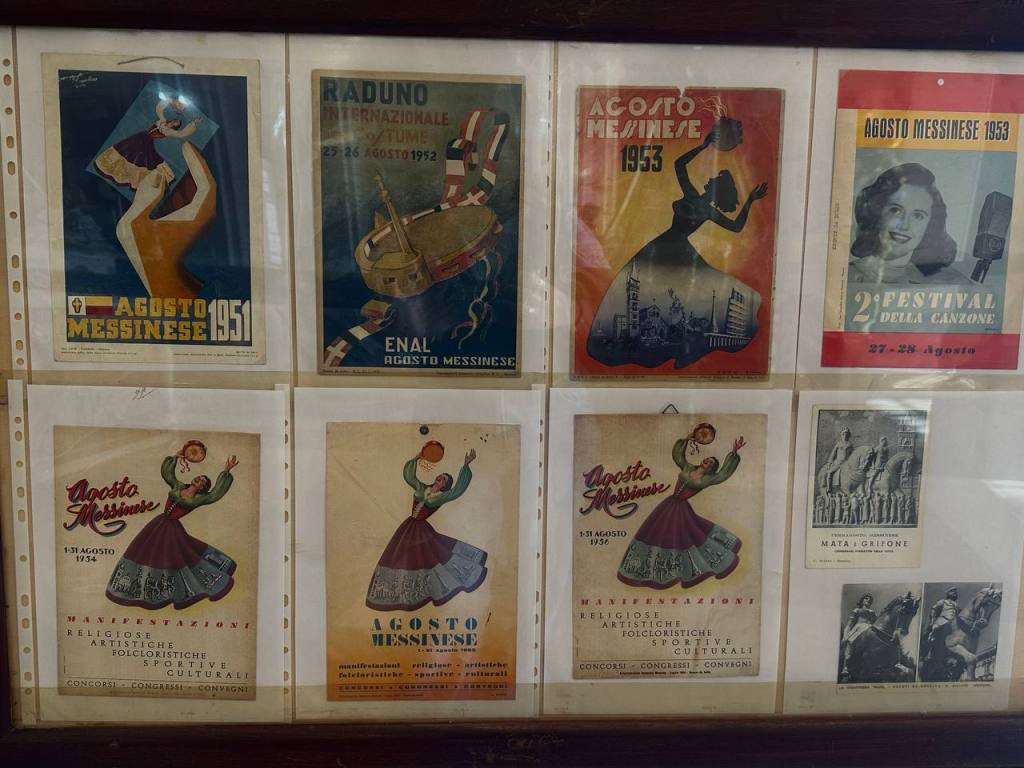 AGOSTO
MESSINESE 1951
RADUNO
INTERNAZIONALE
COSTUME
25-26 AGOSTO 1952
ENAL
AGOSTO MESSINESE
AGOSTO
MESSINESE
1953
AGOSTO MESSINESE 1953
2° FESTIVAL
DELLA CANZONE
27-28 Agosto
Agosto
Messinese
1-31 AGOSTO
1954
MANIFESTAZIONI
RELIGIOSE
ARTISTICHE
FOLCLORISTICHE
SPORTIVE
CULTURALI
CONCORSI - CONGRESSI - CONVEGNI
AGOSTO
MESSINESE
manifestazioni religiose - artistiche
folcloristiche - sportive - culturali
CONCORSI - CONGRESSI E CONVEGNI
Agosto
Messinese
1-31 AGOSTO
1956
MANIFESTAZIONI
RELIGIOSE
ARTISTICHE
FOLCLORISTICHE
SPORTIVE
CULTURALI
CONCORSI - CONGRESSI - CONVEGNI
MATA e GRIFONE